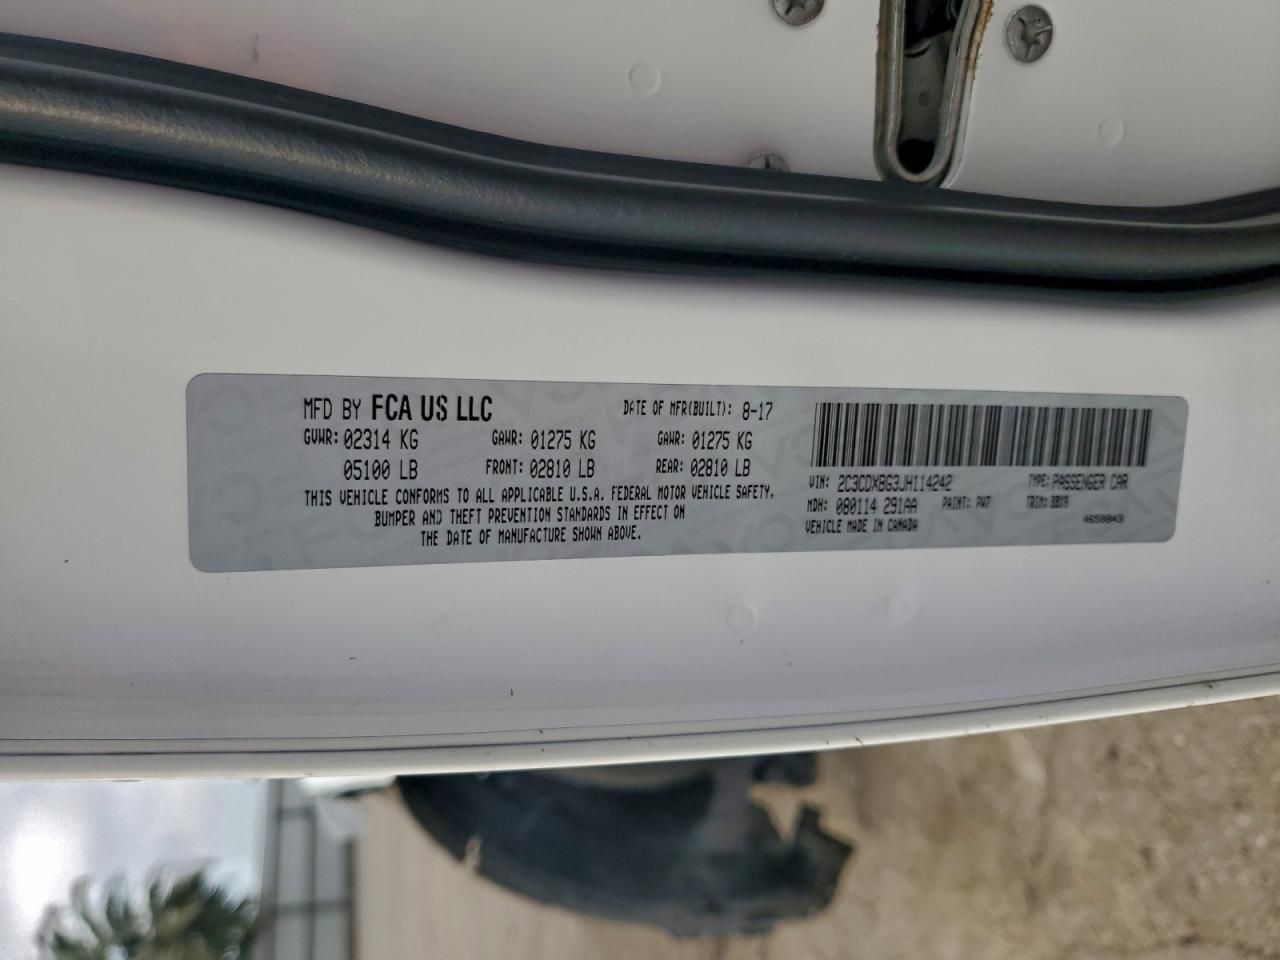 MFD BY FCA US LLC DATE OF MFR(BUILT): 8-17
GVWR: 02314 KG GAWR: 01275 KG GAWR: 01275 KG
05100 LB FRONT: 02810 LB REAR: 02810 LB
THIS VEHICLE CONFORMS TO ALL APPLICABLE U.S.A. FEDERAL MOTOR VEHICLE SAFETY,
BUMPER AND THEFT PREVENTION STANDARDS IN EFFECT ON
THE DATE OF MANUFACTURE SHOWN ABOVE.
VIN: 2C3CDXBG3JH114242 TYPE: PASSENGER CAR
MDH: 080114 291AA PAINT: PW7 TRIM:
VEHICLE MADE IN CANADA